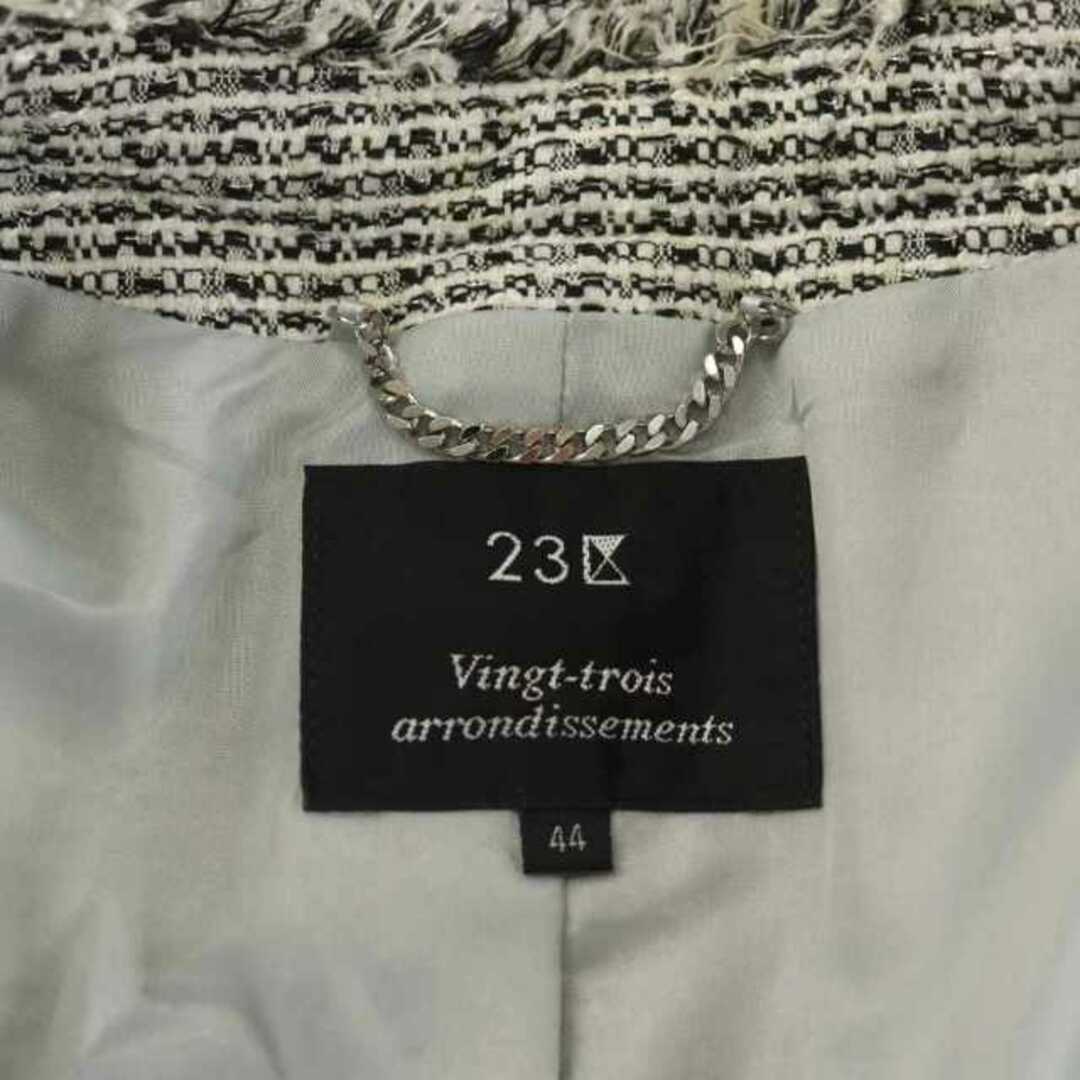 23区
Vingt-trois
arrondissements
44